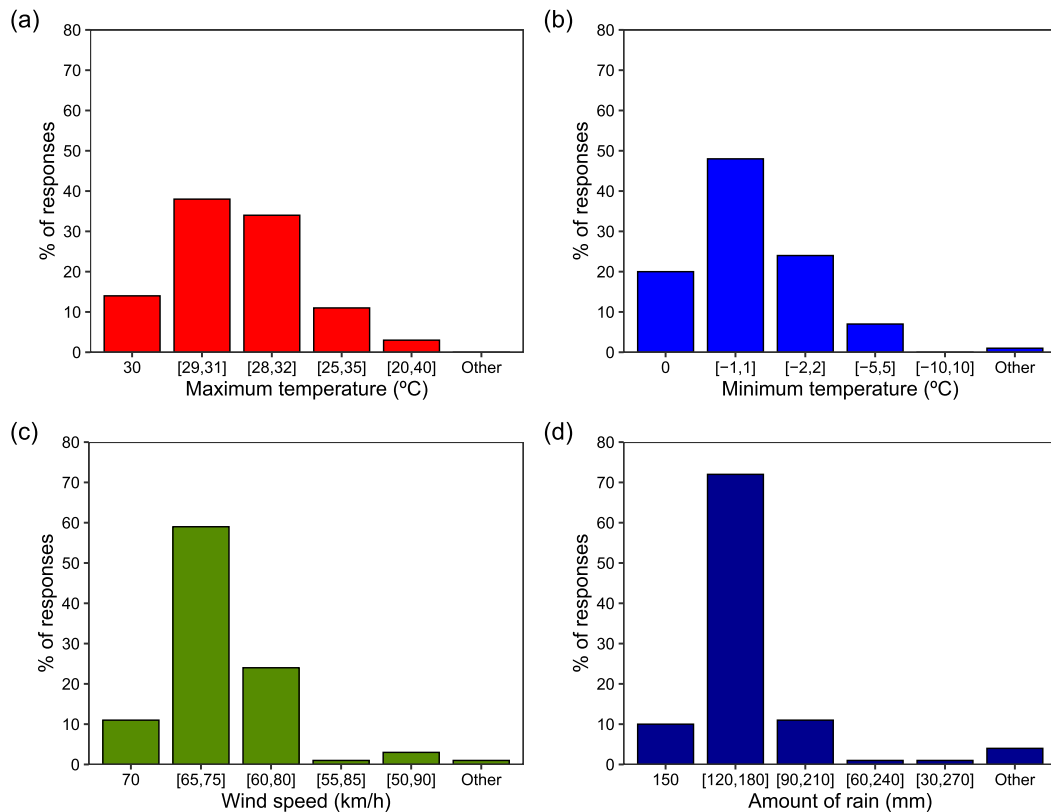 (a)
80
70
60
50
40
30
20
10
0
% of responses
30 [29,31] [28,32] [25,35] [20,40] Other
Maximum temperature (ºC)
(b)
80
70
60
50
40
30
20
10
0
% of responses
0 [−1,1] [−2,2] [−5,5] [−10,10] Other
Minimum temperature (ºC)
(c)
80
70
60
50
40
30
20
10
0
% of responses
70 [65,75] [60,80] [55,85] [50,90] Other
Wind speed (km/h)
(d)
80
70
60
50
40
30
20
10
0
% of responses
150 [120,180] [90,210] [60,240] [30,270] Other
Amount of rain (mm)